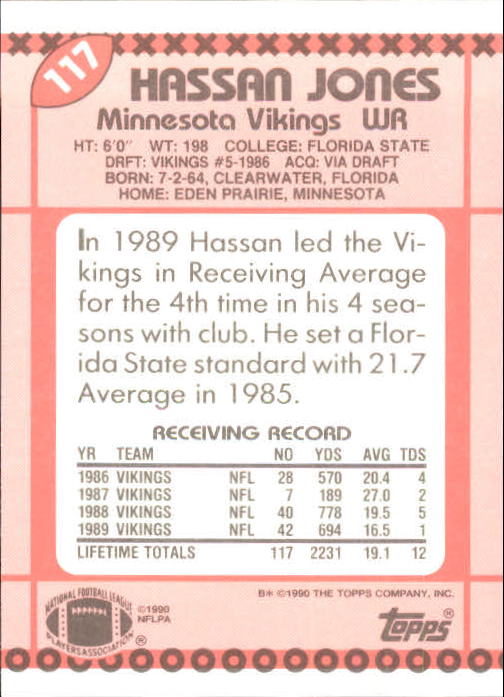 117
HASSAN JONES
Minnesota Vikings WR
HT: 6'0" WT: 198 COLLEGE: FLORIDA STATE
DRFT: VIKINGS #5-1986 ACQ: VIA DRAFT
BORN: 7-2-64, CLEARWATER, FLORIDA
HOME: EDEN PRAIRIE, MINNESOTA
In 1989 Hassan led the Vi-
kings in Receiving Average
for the 4th time in his 4 sea-
sons with club. He set a Flor-
ida State standard with 21.7
Average in 1985.
RECEIVING RECORD
YR TEAM NO YDS AVG TDS
1986 VIKINGS NFL 28 570 20.4 4
1987 VIKINGS NFL 7 189 27.0 2
1988 VIKINGS NFL 40 778 19.5 5
1989 VIKINGS NFL 42 694 16.5 1
LIFETIME TOTALS 117 2231 19.1 12
B* ©1990 THE TOPPS COMPANY, INC.
NATIONAL FOOTBALL LEAGUE
PLAYERS ASSOCIATION ®
©1990
NFLPA
TOPPS®